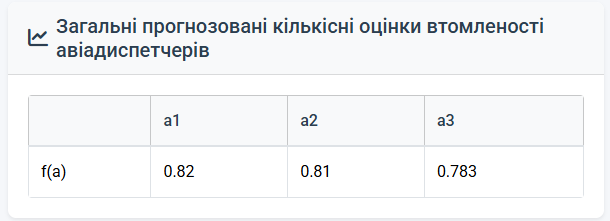 Загальні прогнозовані кількісні оцінки втомленості
авіадиспетчерів
a1 a2 a3
f(a) 0.82 0.81 0.783